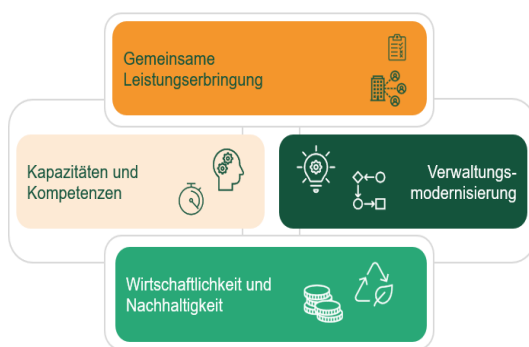 Gemeinsame
Leistungserbringung
Kapazitäten und
Kompetenzen
Verwaltungs-
modernisierung
Wirtschaftlichkeit und
Nachhaltigkeit